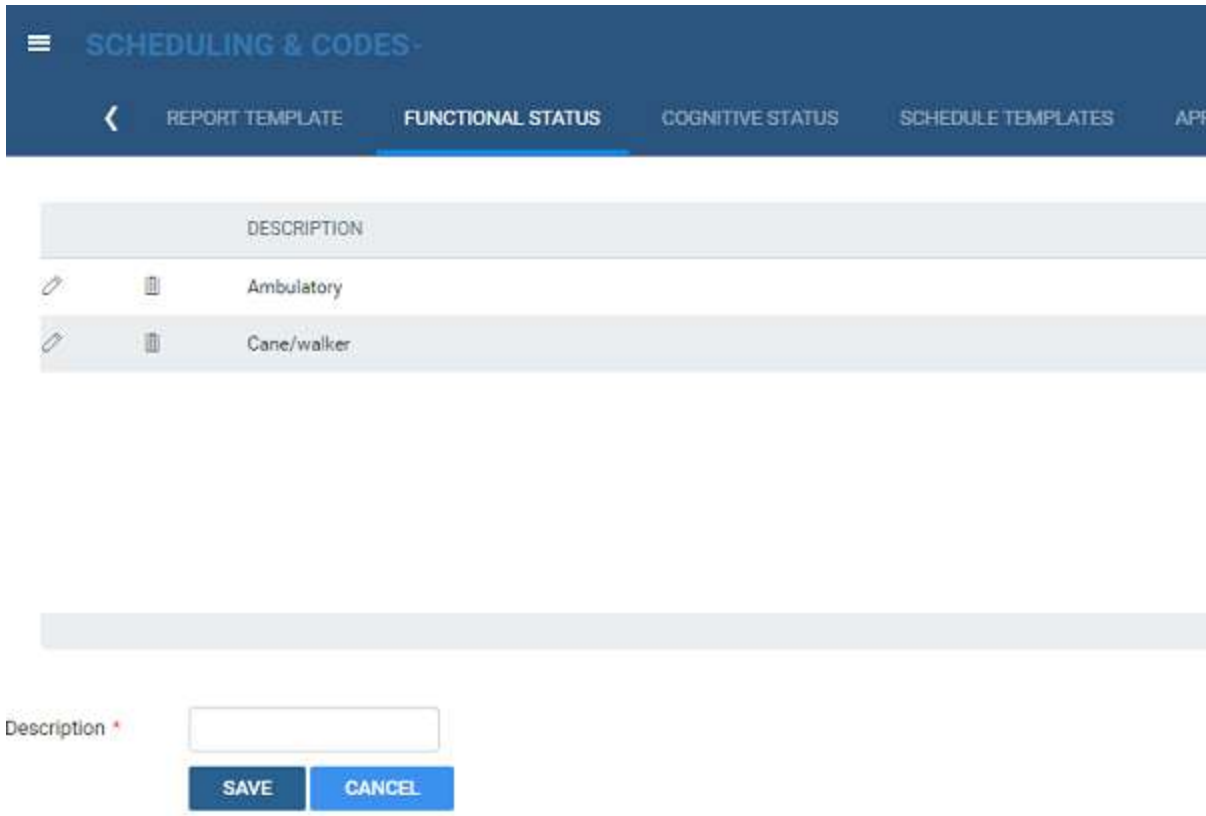 SCHEDULING & CODES-
REPORT TEMPLATE FUNCTIONAL STATUS COGNITIVE STATUS SCHEDULE TEMPLATES
DESCRIPTION
Ambulatory
Cane/walker
Description *
SAVE CANCEL